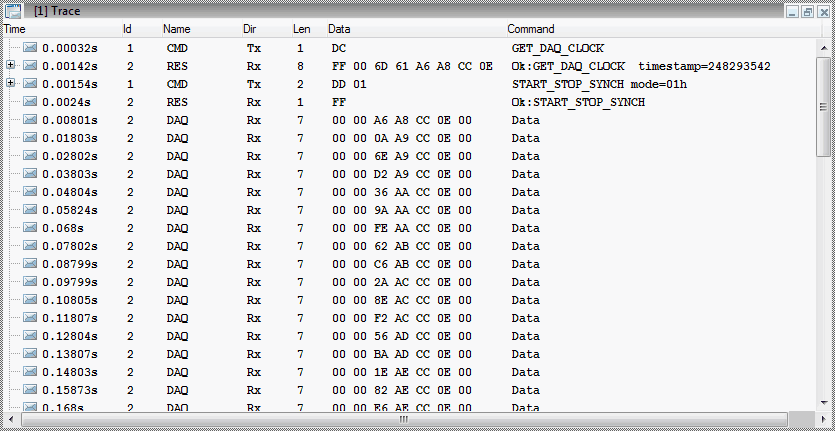 [1] Trace
Time Id Name Dir Len Data Command
0.00032s 1 CMD Tx 1 DC GET_DAQ_CLOCK
0.00142s 2 RES Rx 8 FF 00 6D 61 A6 A8 CC 0E Ok:GET_DAQ_CLOCK timestamp=248293542
0.00154s 1 CMD Tx 2 DD 01 START_STOP_SYNCH mode=01h
0.0024s 2 RES Rx 1 FF Ok:START_STOP_SYNCH
0.00801s 2 DAQ Rx 7 00 00 A6 A8 CC 0E 00 Data
0.01803s 2 DAQ Rx 7 00 00 0A A9 CC 0E 00 Data
0.02802s 2 DAQ Rx 7 00 00 6E A9 CC 0E 00 Data
0.03803s 2 DAQ Rx 7 00 00 D2 A9 CC 0E 00 Data
0.04804s 2 DAQ Rx 7 00 00 36 AA CC 0E 00 Data
0.05824s 2 DAQ Rx 7 00 00 9A AA CC 0E 00 Data
0.068s 2 DAQ Rx 7 00 00 FE AA CC 0E 00 Data
0.07802s 2 DAQ Rx 7 00 00 62 AB CC 0E 00 Data
0.08799s 2 DAQ Rx 7 00 00 C6 AB CC 0E 00 Data
0.09799s 2 DAQ Rx 7 00 00 2A AC CC 0E 00 Data
0.10805s 2 DAQ Rx 7 00 00 8E AC CC 0E 00 Data
0.11807s 2 DAQ Rx 7 00 00 F2 AC CC 0E 00 Data
0.12804s 2 DAQ Rx 7 00 00 56 AD CC 0E 00 Data
0.13807s 2 DAQ Rx 7 00 00 BA AD CC 0E 00 Data
0.14803s 2 DAQ Rx 7 00 00 1E AE CC 0E 00 Data
0.15873s 2 DAQ Rx 7 00 00 82 AE CC 0E 00 Data
0.168s 2 DAQ Rx 7 00 00 E6 AE CC 0E 00 Data